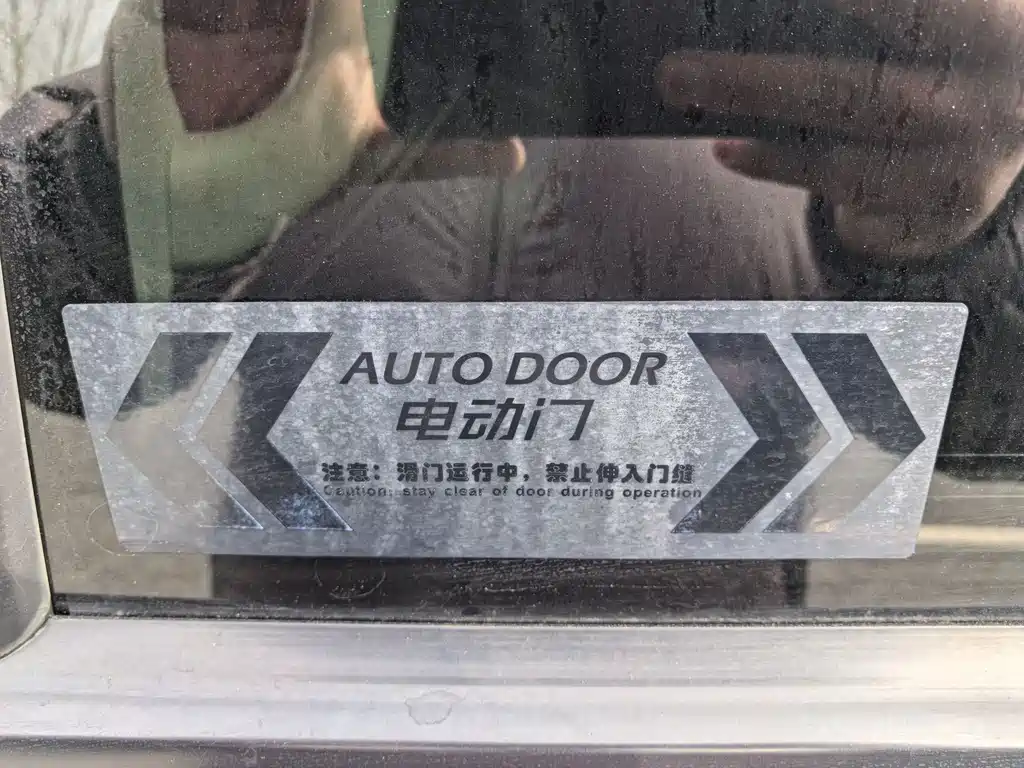 AUTO DOOR
电动门
注意：滑门运行中，禁止伸入门缝
Caution: stay clear of door during operation